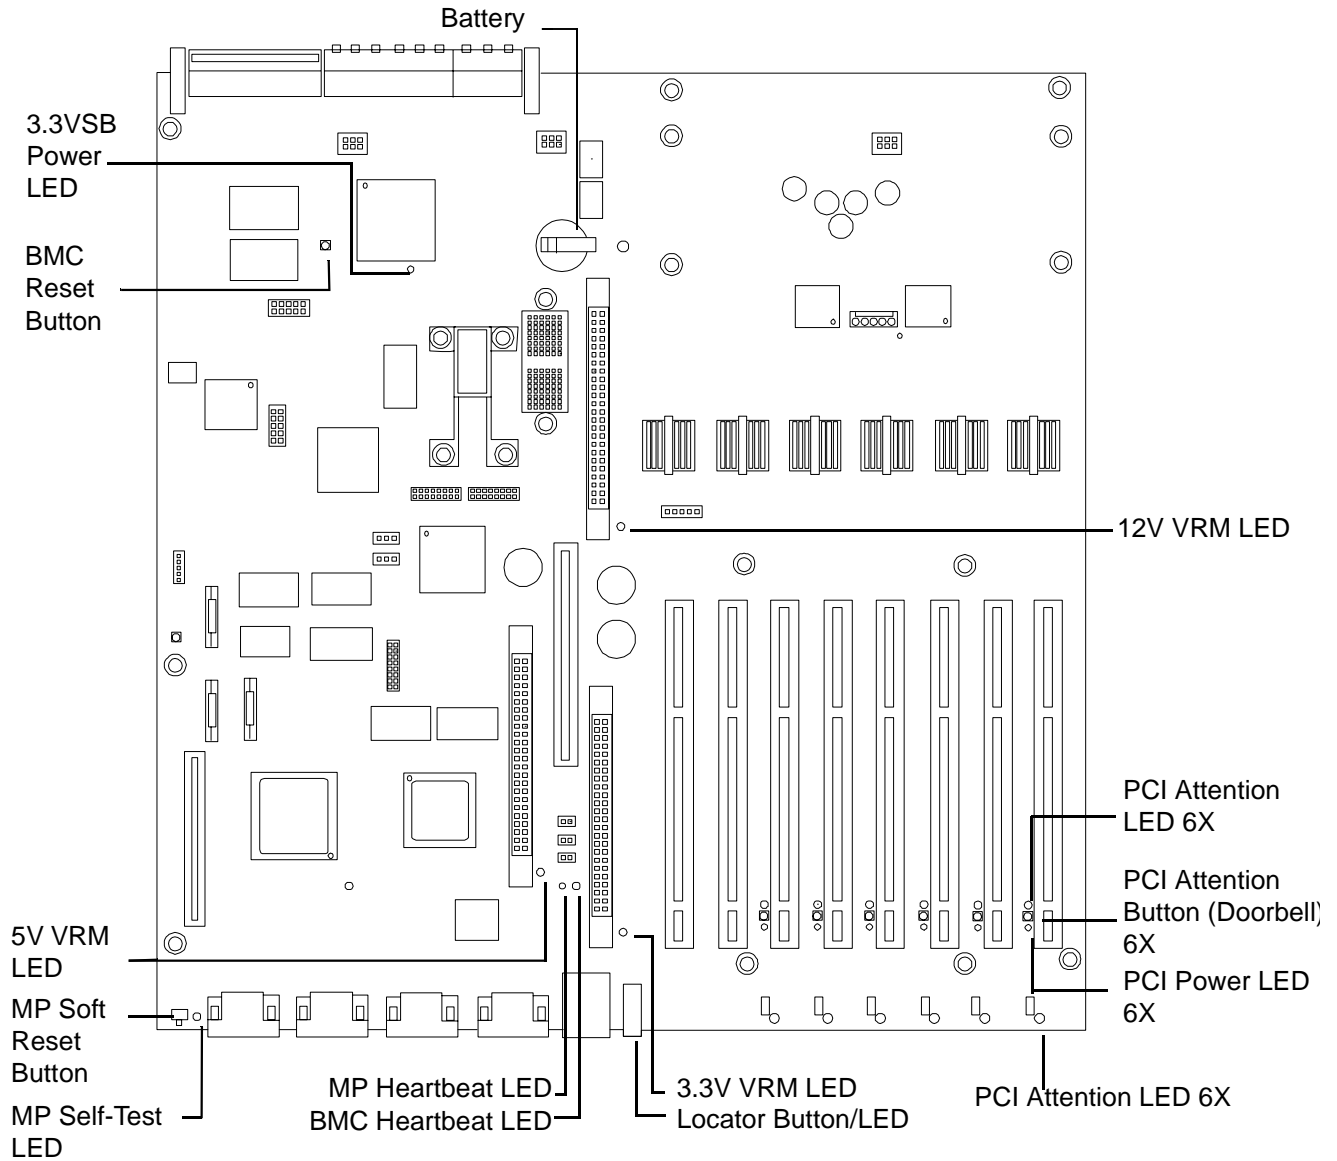 Battery
3.3VSB
Power
LED
BMC
Reset
Button
12V VRM LED
PCI Attention
LED 6X
PCI Attention
Button (Doorbell)
6X
PCI Power LED
6X
5V VRM
LED
MP Soft
Reset
Button
MP Self-Test
LED
MP Heartbeat LED
BMC Heartbeat LED
3.3V VRM LED
Locator Button/LED
PCI Attention LED 6X